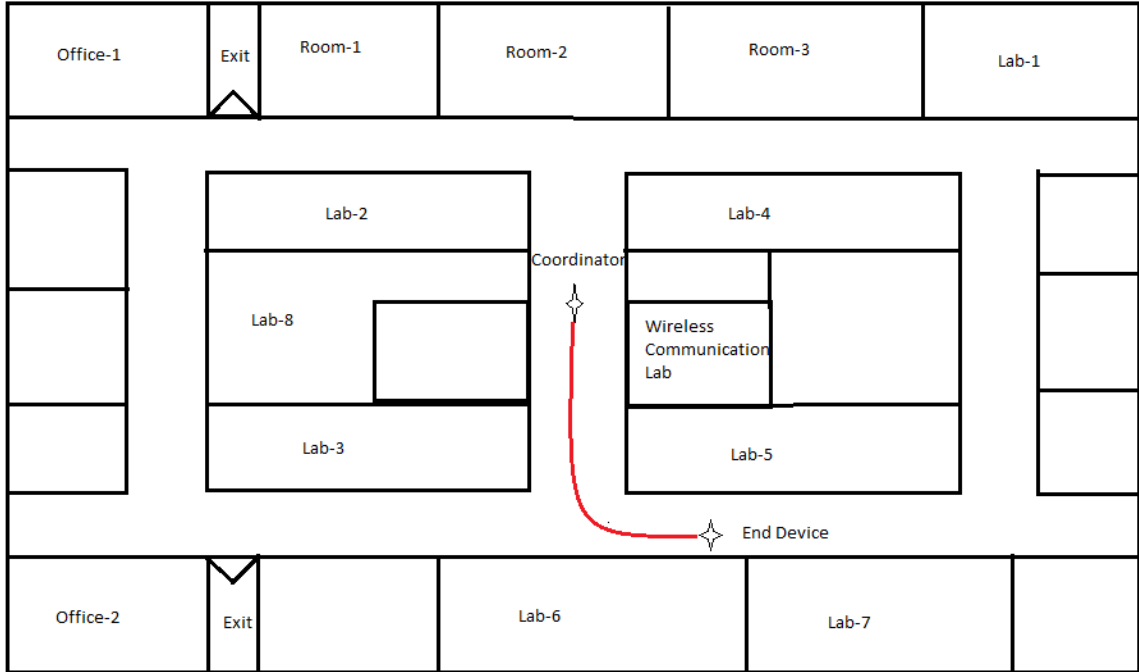 Office-1
Exit
Room-1
Room-2
Room-3
Lab-1
Lab-2
Lab-4
Coordinator
Lab-8
Wireless
Communication
Lab
Lab-3
Lab-5
End Device
Office-2
Exit
Lab-6
Lab-7